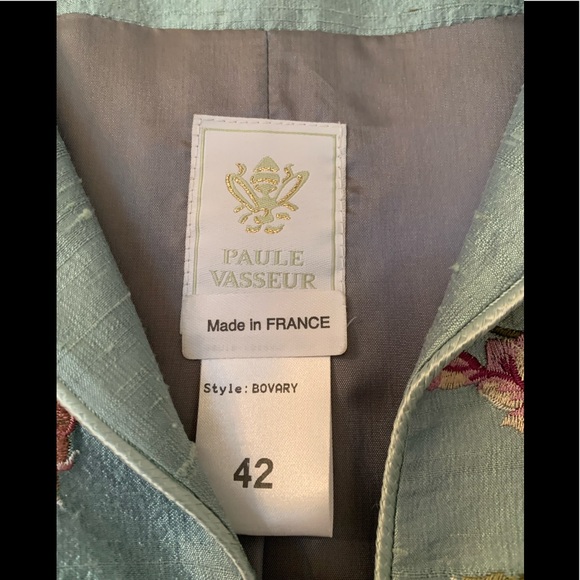 PAULE
VASSEUR
Made in FRANCE
Style: BOVARY
42